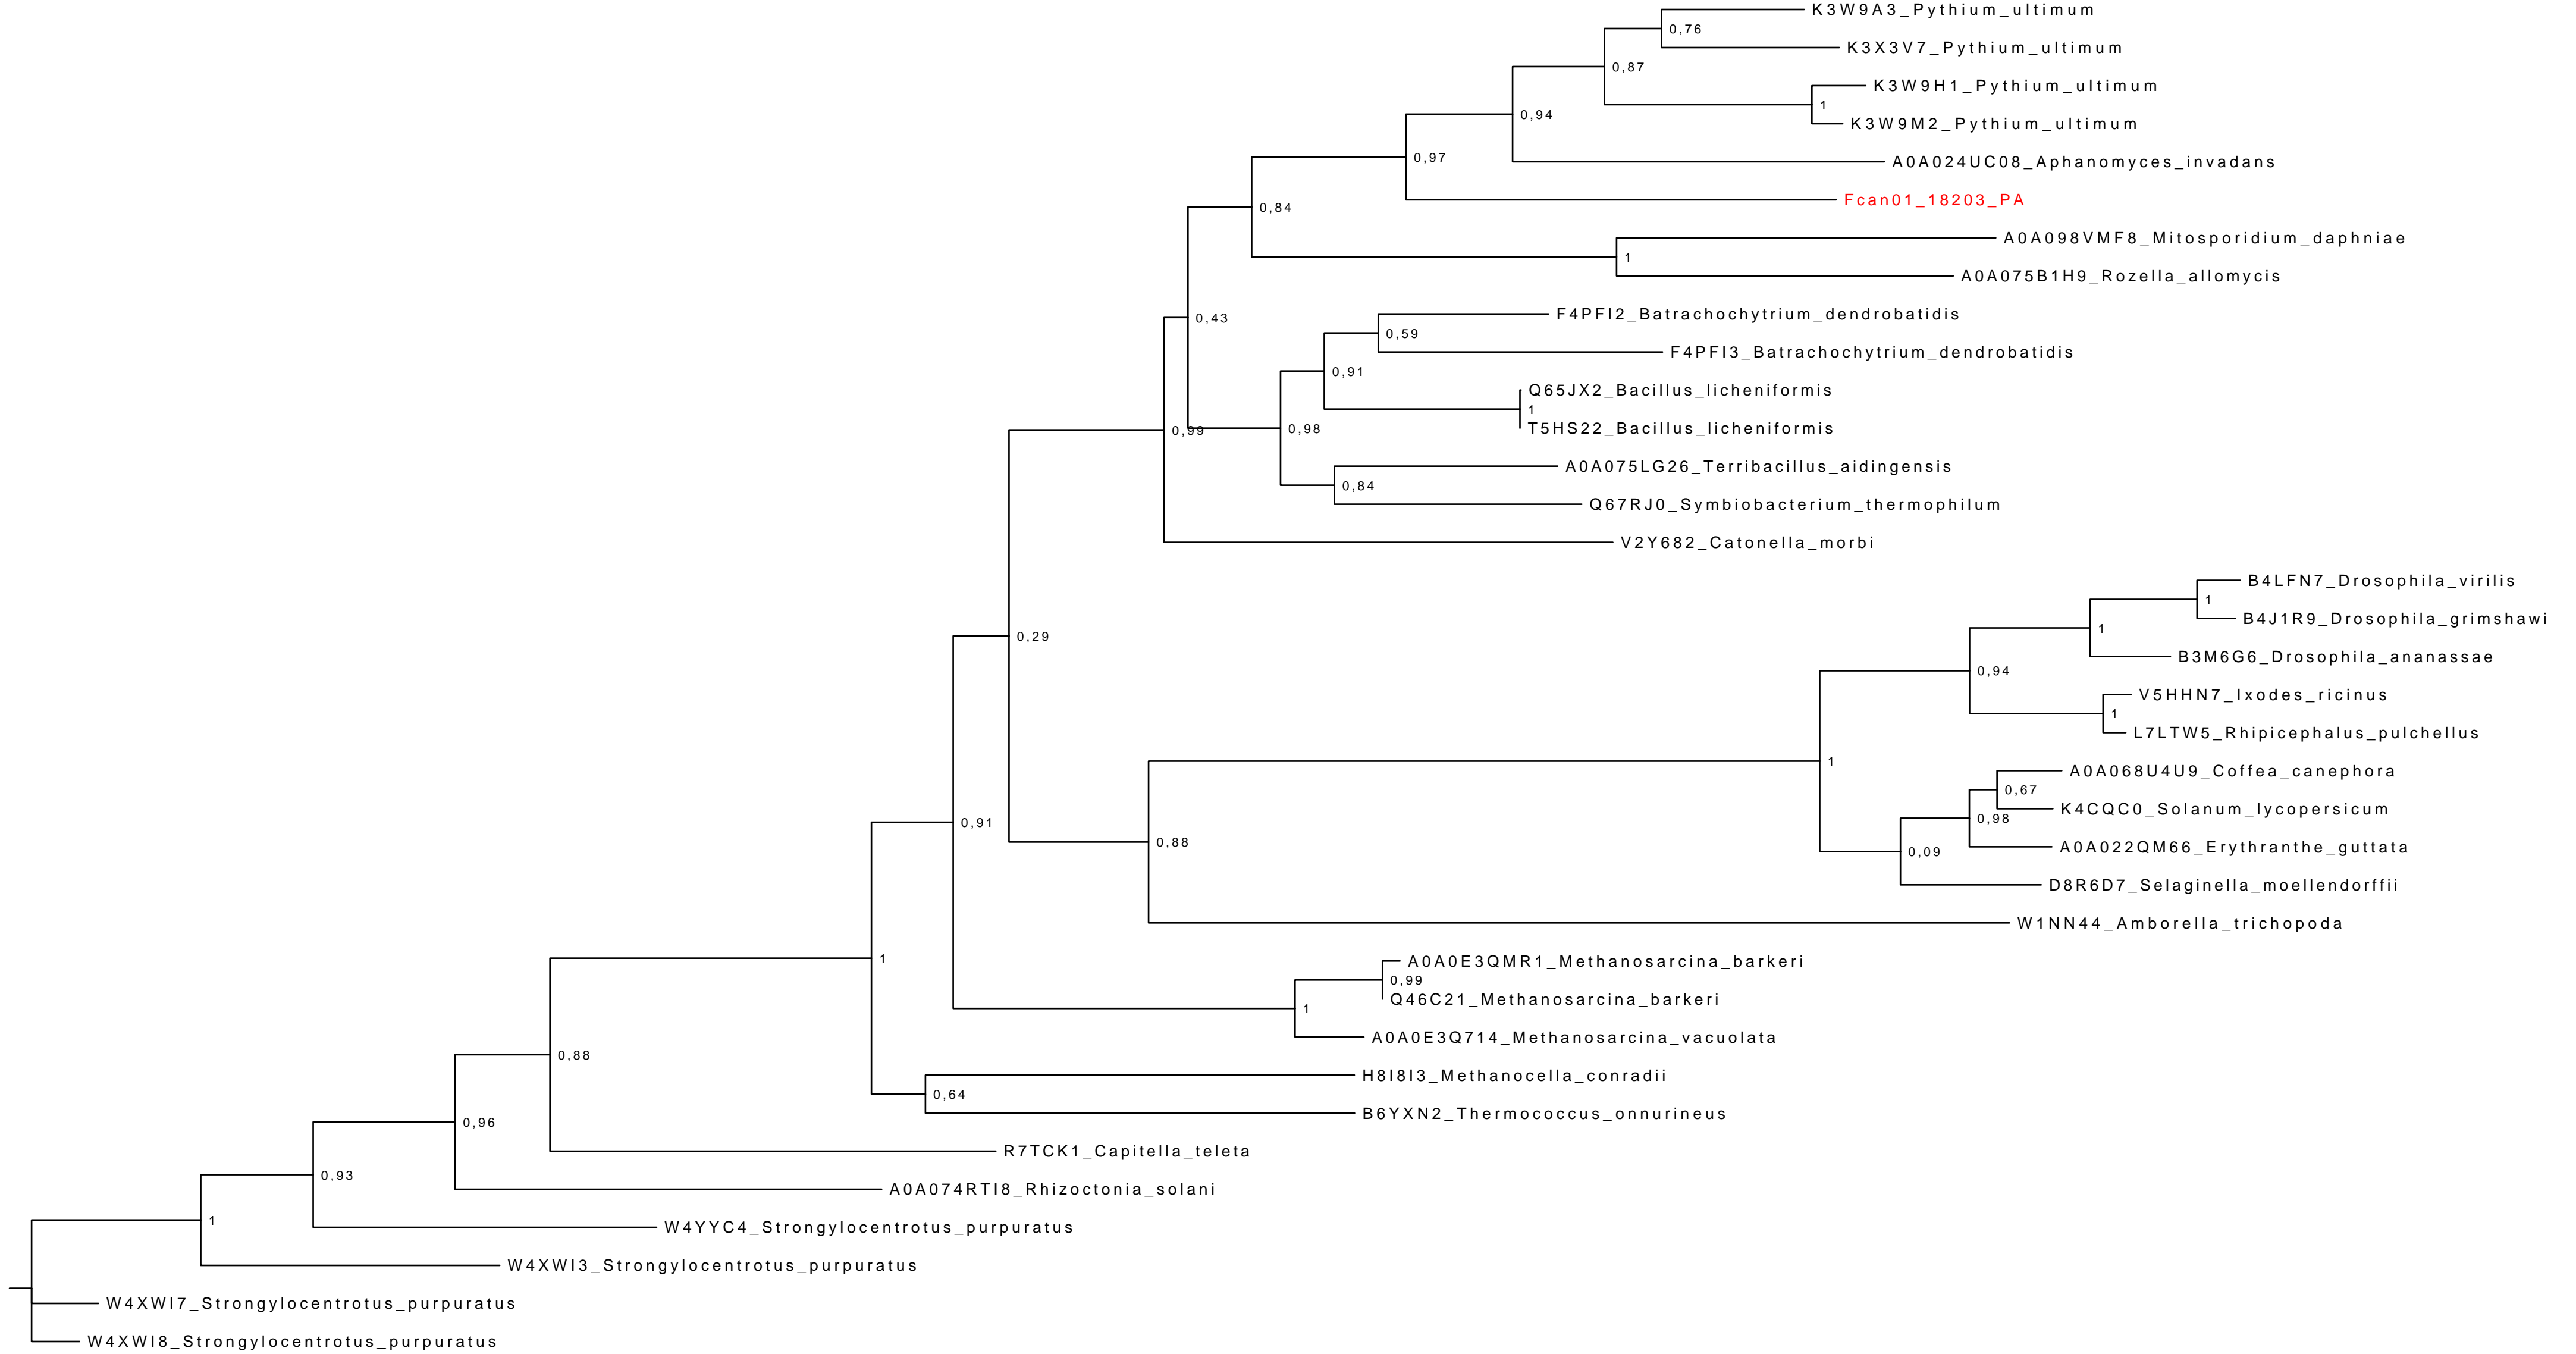 K3W9A3_Pythium_ultimum
0,76
K3X3V7_Pythium_ultimum
0,87
K3W9H1_Pythium_ultimum
1
K3W9M2_Pythium_ultimum
0,94
0,97
A0A024UC08_Aphanomyces_invadans
Fcan01_18203_PA
0,84
A0A098VMF8_Mitosporidium_daphniae
1
A0A075B1H9_Rozella_allomycis
0,43
F4PFI2_Batrachochytrium_dendrobatidis
0,59
F4PFI3_Batrachochytrium_dendrobatidis
0,91
Q65JX2_Bacillus_licheniformis
1
T5HS22_Bacillus_licheniformis
0,99
0,98
A0A075LG26_Terribacillus_aidingensis
0,84
Q67RJ0_Symbiobacterium_thermophilum
V2Y682_Catonella_morbi
B4LFN7_Drosophila_virilis
1
B4J1R9_Drosophila_grimshawi
1
0,29
B3M6G6_Drosophila_ananassae
0,94
V5HHN7_Ixodes_ricinus
1
L7LTW5_Rhipicephalus_pulchellus
1
A0A068U4U9_Coffea_canephora
0,67
K4CQC0_Solanum_lycopersicum
0,98
0,91
0,88
A0A022QM66_Erythranthe_guttata
0,09
D8R6D7_Selaginella_moellendorffii
W1NN44_Amborella_trichopoda
1
A0A0E3QMR1_Methanosarcina_barkeri
0,99
Q46C21_Methanosarcina_barkeri
1
A0A0E3Q714_Methanosarcina_vacuolata
0,88
H8I8I3_Methanocella_conradii
0,64
B6YXN2_Thermococcus_onnurineus
0,96
R7TCK1_Capitella_teleta
0,93
A0A074RTI8_Rhizoctonia_solani
1
W4YYC4_Strongylocentrotus_purpuratus
W4XWI3_Strongylocentrotus_purpuratus
W4XWI7_Strongylocentrotus_purpuratus
W4XWI8_Strongylocentrotus_purpuratus